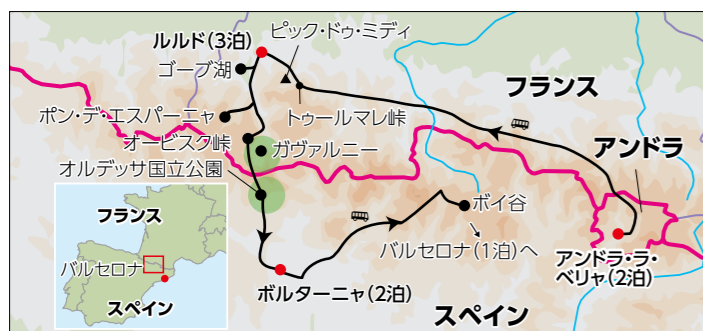 ルルド(3泊)
ピック・ドゥ・ミディ
ゴーブ湖
フランス
ポン・デ・エスパーニャ
トゥールマレ峠
オービスク峠
ガヴァルニー
アンドラ
オルデッサ国立公園
ボイ谷
バルセロナ(1泊)へ
アンドラ・ラ・
ベリャ(2泊)
ボルターニャ(2泊)
スペイン
フランス
バルセロナ
スペイン